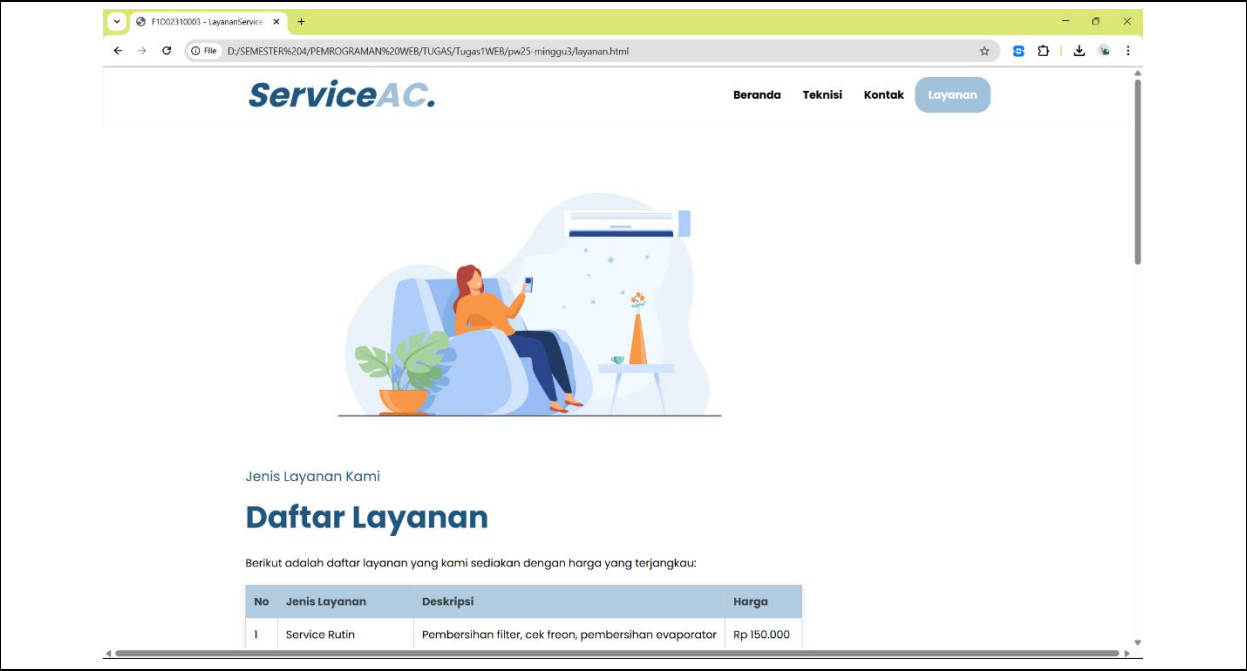 F1D02310003 - LayananService
File D:/SEMESTER%204/PEMROGRAMAN%20WEB/TUGAS/Tugas1WEB/pw25-minggu3/layanan.html
ServiceAC. Beranda Teknisi Kontak Layanan
Jenis Layanan Kami
Daftar Layanan
Berikut adalah daftar layanan yang kami sediakan dengan harga yang terjangkau:
No Jenis Layanan Deskripsi Harga
1 Service Rutin Pembersihan filter, cek freon, pembersihan evaporator Rp 150.000